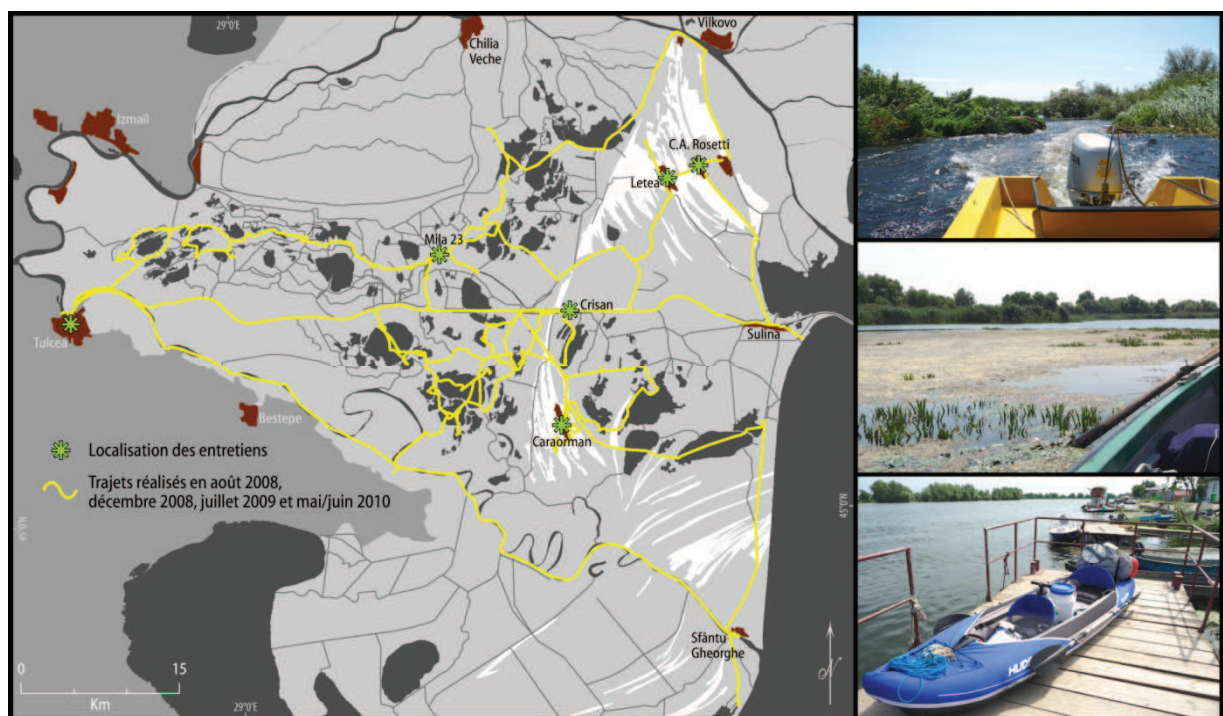 29°0'E
Vilkovo
Chilia
Veche
Izmail
C.A. Rosetti
Letea
Mila 23
Crisan
Tulcea
Sulina
Bestepe
Caraorman
Localisation des entretiens
Trajets réalisés en août 2008,
décembre 2008, juillet 2009 et mai/juin 2010
45°0'N
45°0'N
Sfântu
Gheorghe
0 15
Km
N
29°0'E